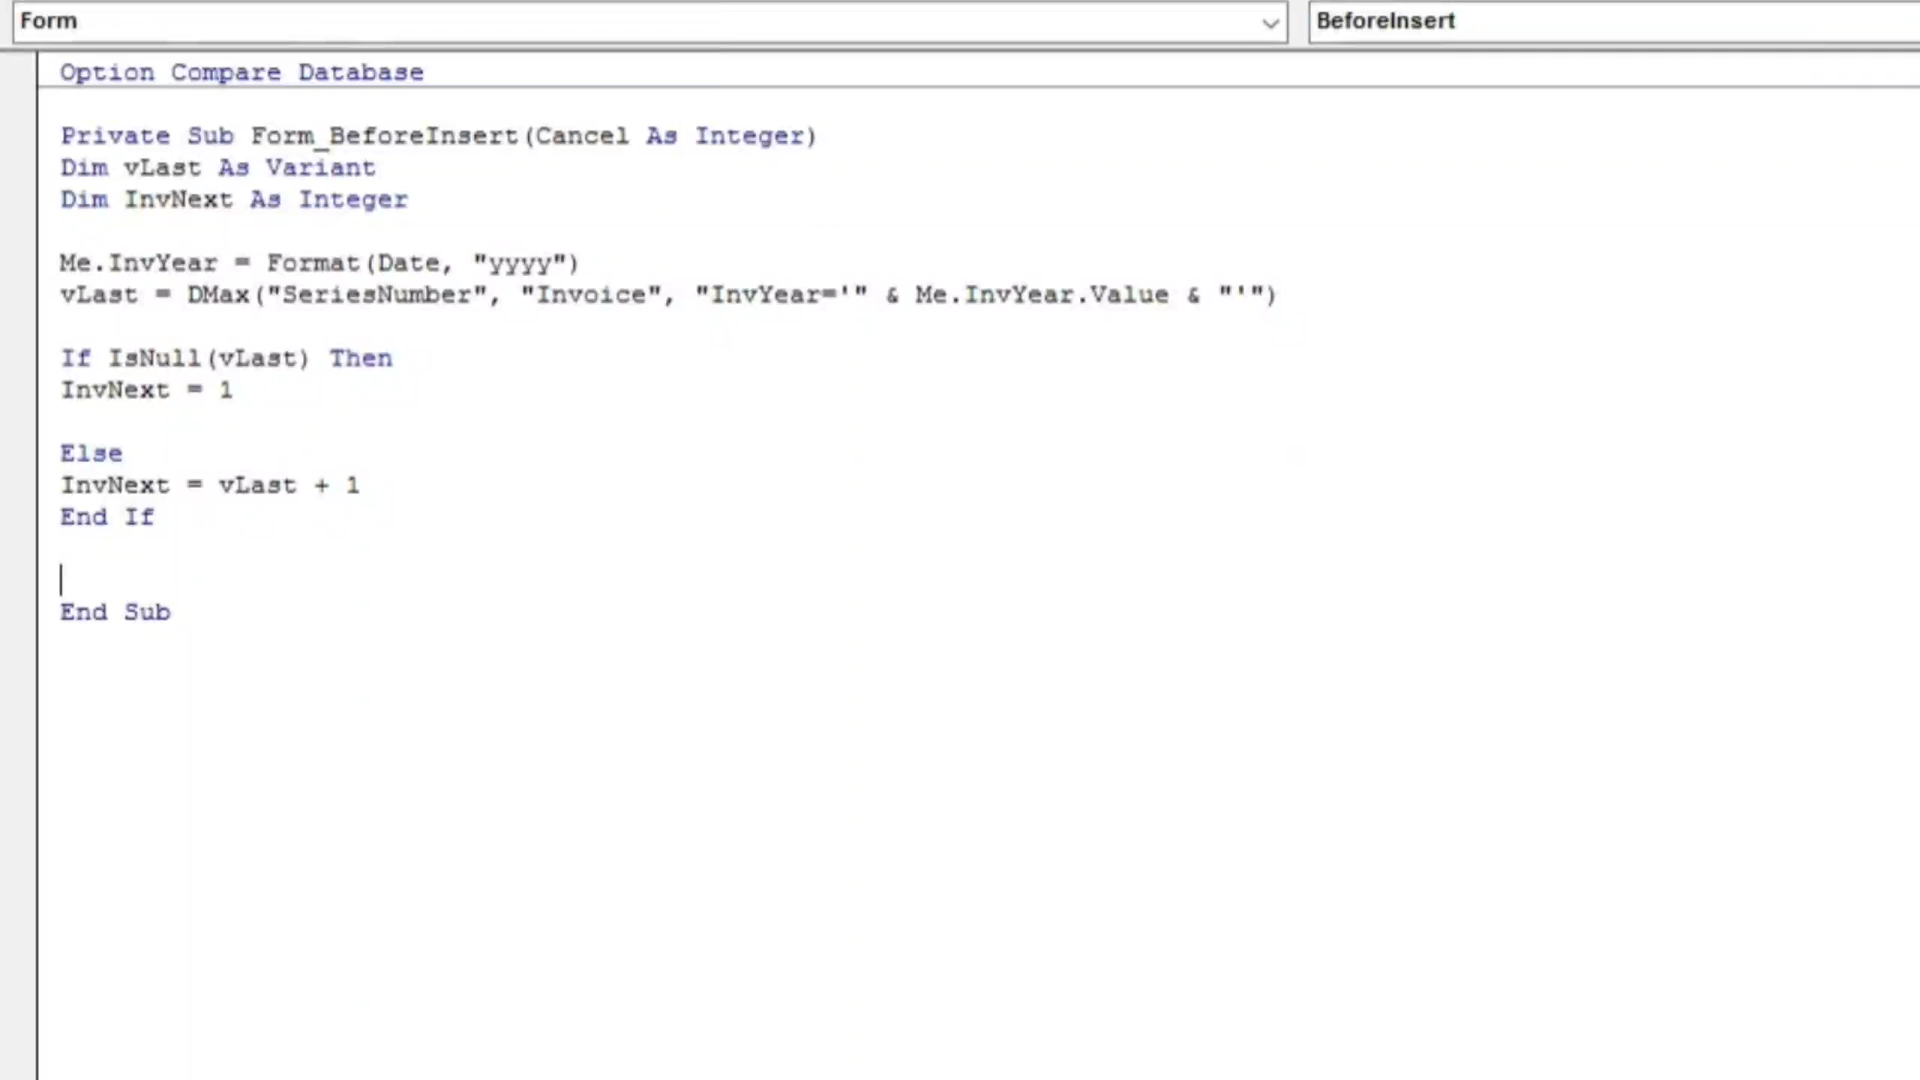 Form
BeforeInsert
Option Compare Database
Private Sub Form_BeforeInsert(Cancel As Integer)
Dim vLast As Variant
Dim InvNext As Integer
Me.InvYear = Format(Date, "yyyy")
vLast = DMax("SeriesNumber", "Invoice", "InvYear='" & Me.InvYear.Value & "'")
If IsNull(vLast) Then
InvNext = 1
Else
InvNext = vLast + 1
End If
End Sub